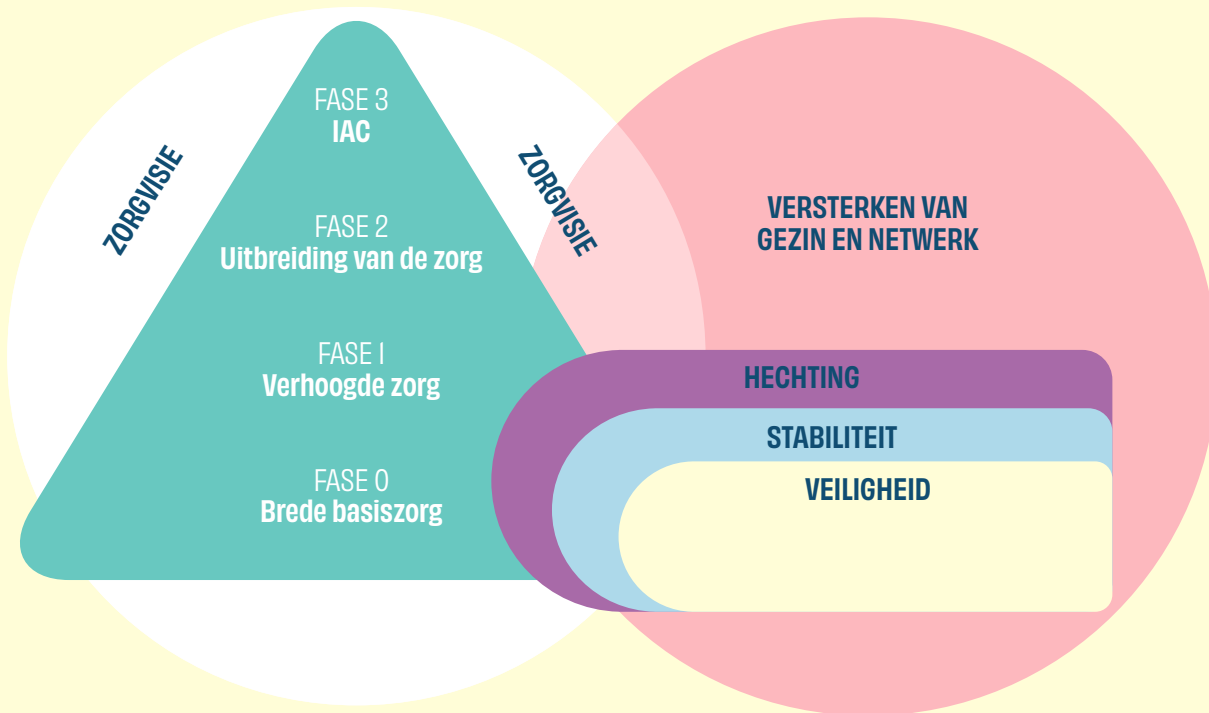 ZORGVISIE
FASE 3
IAC
FASE 2
Uitbreiding van de zorg
FASE 1
Verhoogde zorg
FASE 0
Brede basiszorg
ZORGVISIE
VERSTERKEN VAN
GEZIN EN NETWERK
HECHTING
STABILITEIT
VEILIGHEID